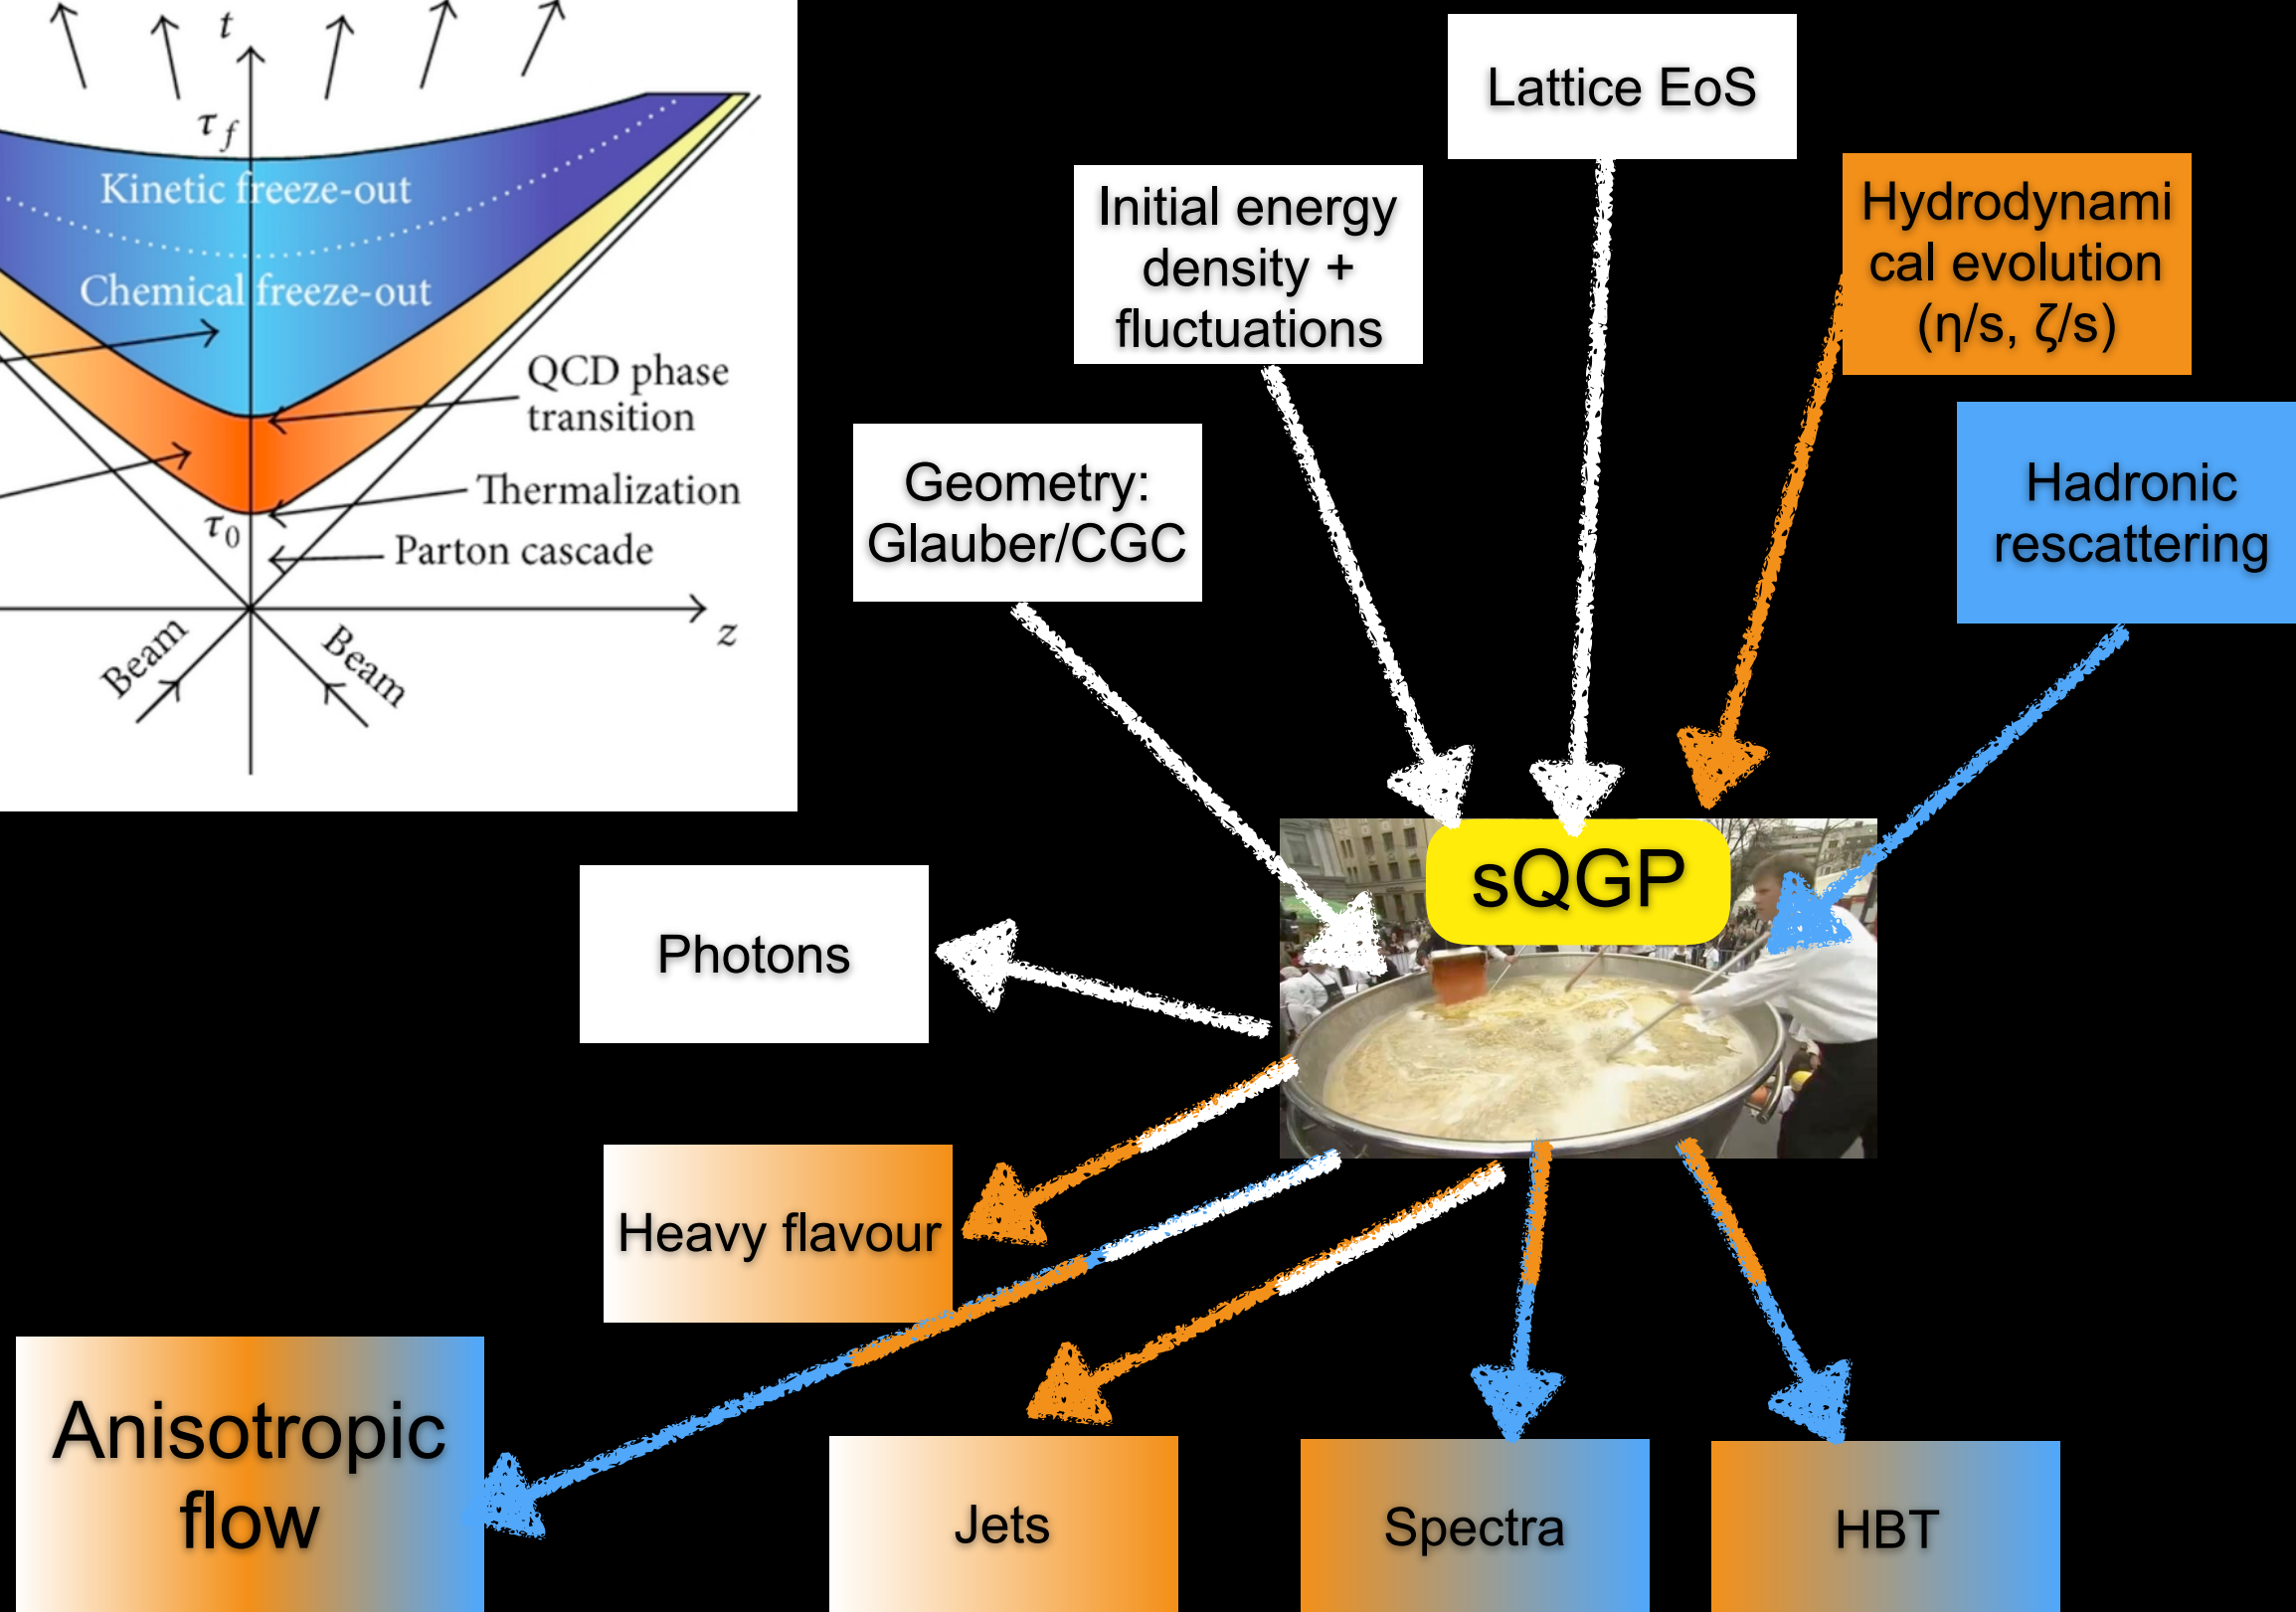 t
τf
Kinetic freeze-out
Chemical freeze-out
QCD phase
transition
Thermalization
τ0
Parton cascade
z
Beam
Beam
Lattice EoS
Initial energy
density +
fluctuations
Hydrodynami
cal evolution
(η/s, ζ/s)
Geometry:
Glauber/CGC
Hadronic
rescattering
sQGP
Photons
Heavy flavour
Anisotropic
flow
Jets
Spectra
HBT